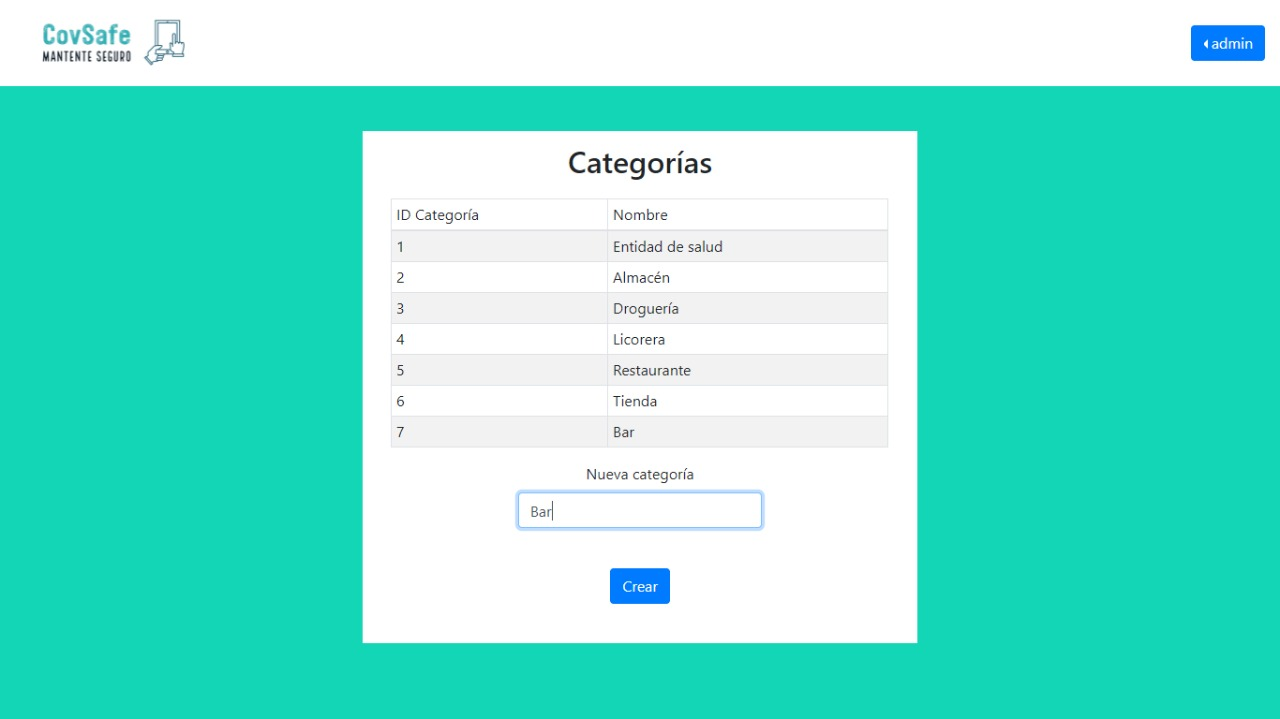 CovSafe
MANTENTE SEGURO
admin
Categorías
ID Categoría Nombre
1 Entidad de salud
2 Almacén
3 Droguería
4 Licorera
5 Restaurante
6 Tienda
7 Bar
Nueva categoría
Bar
Crear